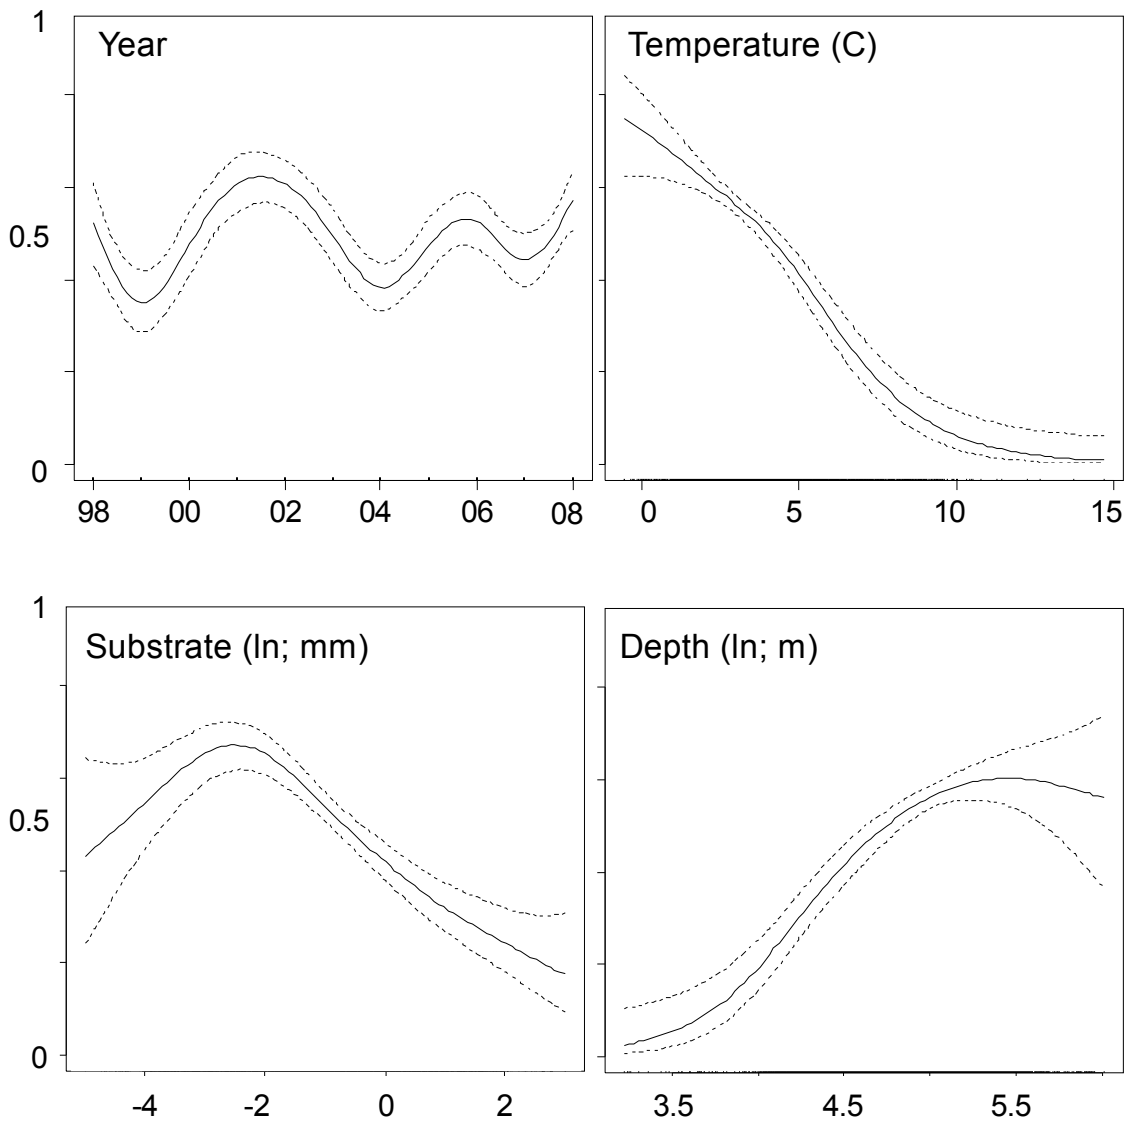 1
Year
Temperature (C)
0.5
0
98 00 02 04 06 08
0 5 10 15
1
Substrate (ln; mm)
Depth (ln; m)
0.5
0
-4 -2 0 2
3.5 4.5 5.5